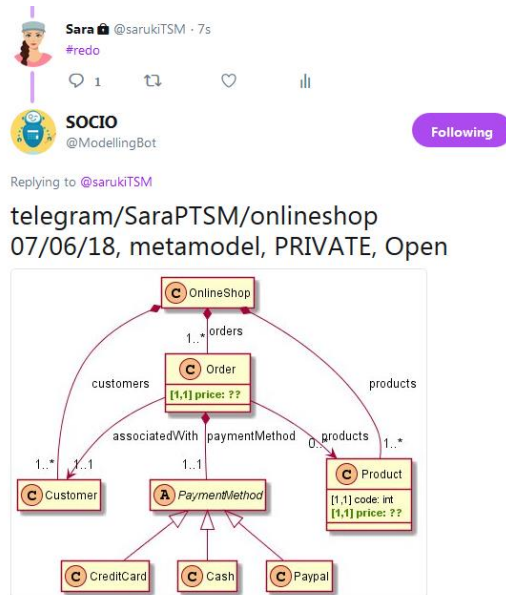 Sara @sarukiTSM · 7s
#redo
1
SOCIO
@ModellingBot
Following
Replying to @sarukiTSM
telegram/SaraPTSM/onlineshop
07/06/18, metamodel, PRIVATE, Open
C OnlineShop
1..* orders
C Order
[1,1] price: ??
customers
products
associatedWith paymentMethod products
1..* 1..1 1..1 0..* 1..*
C Customer
A PaymentMethod
C Product
[1,1] code: int
[1,1] price: ??
C CreditCard
C Cash
C Paypal